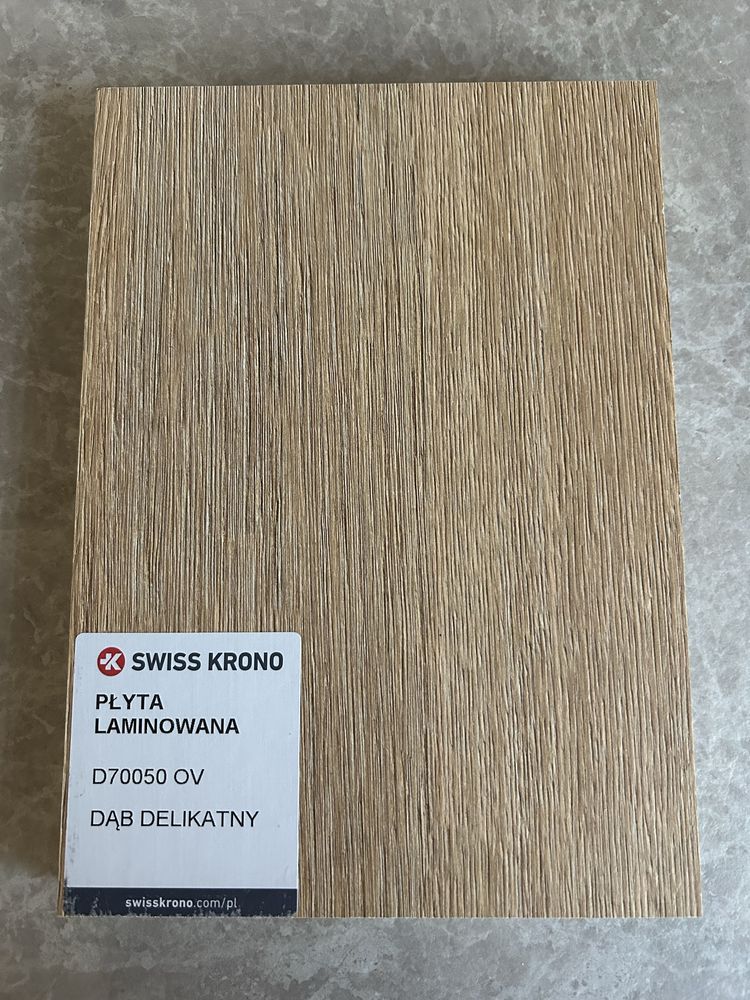 SWISS KRONO
PŁYTA
LAMINOWANA
D70050 OV
DĄB DELIKATNY
swisskrono.com/pl